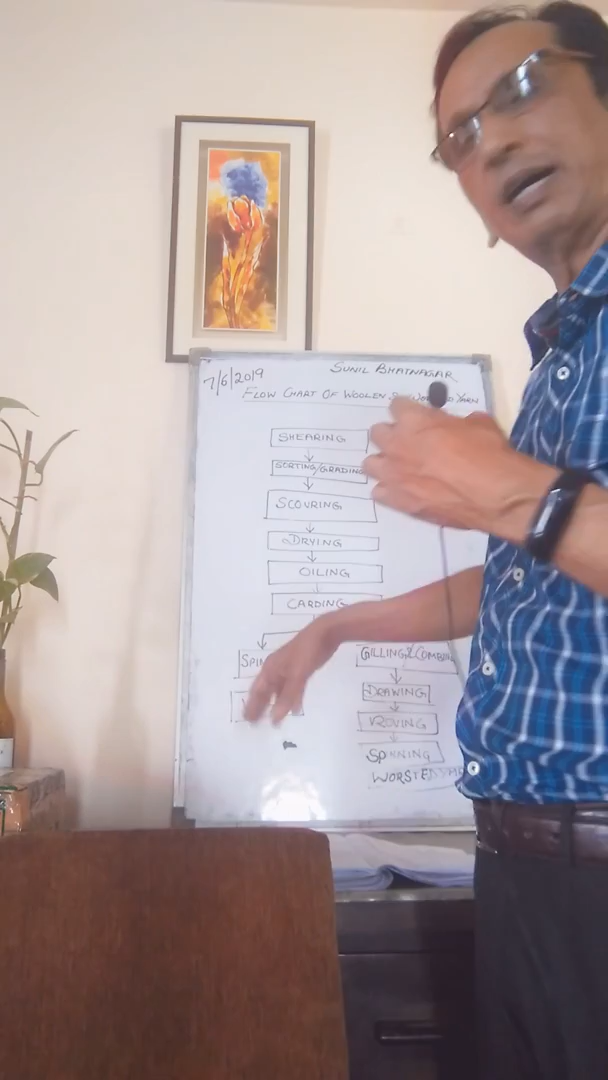 7/6/2019
SUNIL BHATNAGAR
FLOW CHART OF WOOLEN YARN
SHEARING
SORTING/GRADING
SCOURING
DRYING
OILING
CARDING
GILLING &
DRAWING
ROVING
SPINNING